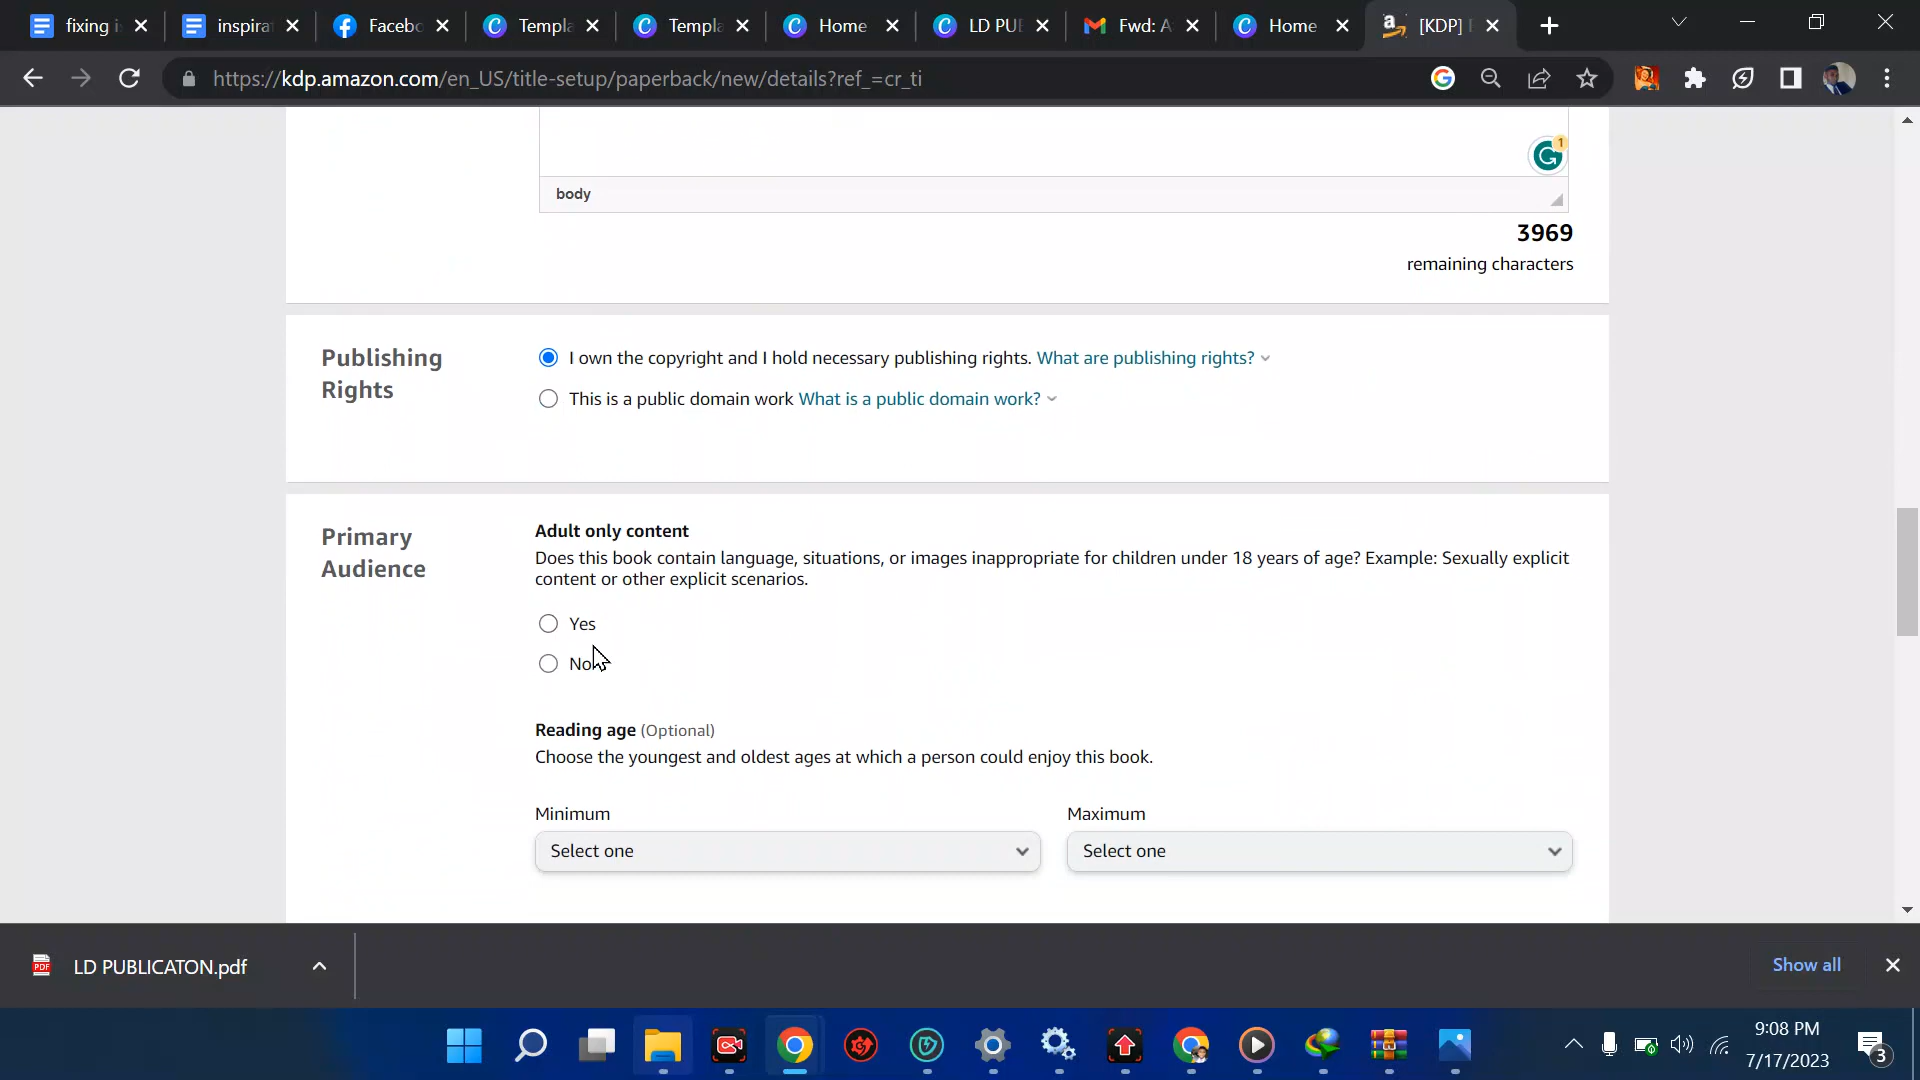 fixing i
inspirat
Facebo
Templa
Templa
Home
LD PUE
Fwd: A
Home
[KDP]
https://kdp.amazon.com/en_US/title-setup/paperback/new/details?ref_=cr_ti
body
3969
remaining characters
Publishing
Rights
I own the copyright and I hold necessary publishing rights. What are publishing rights?
This is a public domain work What is a public domain work?
Primary
Audience
Adult only content
Does this book contain language, situations, or images inappropriate for children under 18 years of age? Example: Sexually explicit
content or other explicit scenarios.
Yes
No
Reading age (Optional)
Choose the youngest and oldest ages at which a person could enjoy this book.
Minimum
Maximum
Select one
Select one
LD PUBLICATON.pdf
Show all
9:08 PM
7/17/2023
3